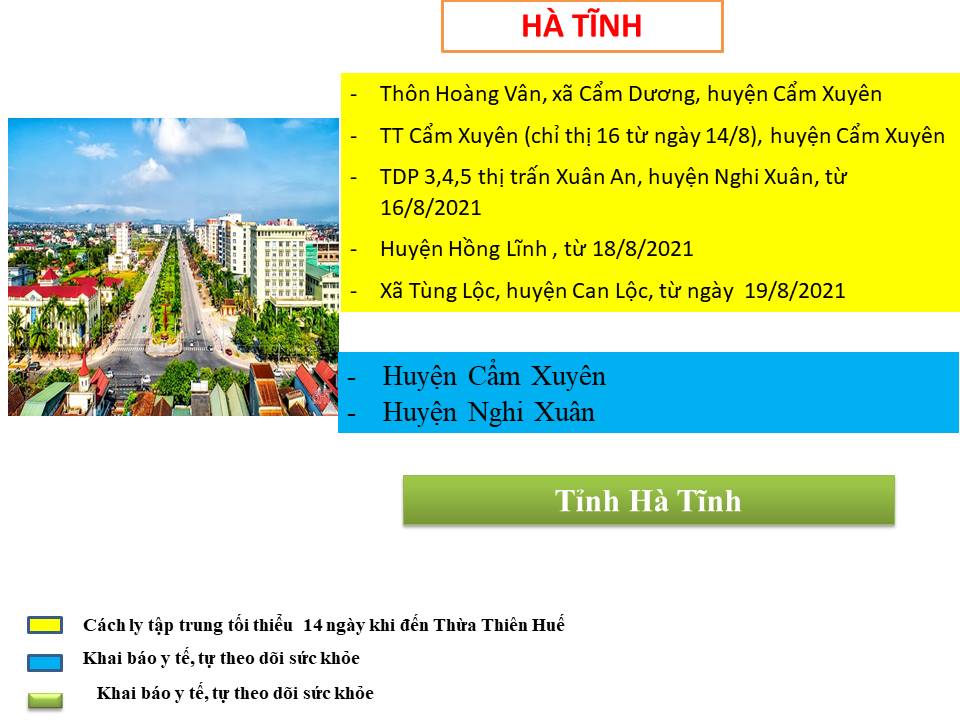 HÀ TĨNH
- Thôn Hoàng Vân, xã Cẩm Dương, huyện Cẩm Xuyên
- TT Cẩm Xuyên (chỉ thị 16 từ ngày 14/8), huyện Cẩm Xuyên
- TDP 3,4,5 thị trấn Xuân An, huyện Nghi Xuân, từ
16/8/2021
- Huyện Hồng Lĩnh , từ 18/8/2021
- Xã Tùng Lộc, huyện Can Lộc, từ ngày 19/8/2021
- Huyện Cẩm Xuyên
- Huyện Nghi Xuân
Tỉnh Hà Tĩnh
Cách ly tập trung tối thiểu 14 ngày khi đến Thừa Thiên Huế
Khai báo y tế, tự theo dõi sức khỏe
Khai báo y tế, tự theo dõi sức khỏe